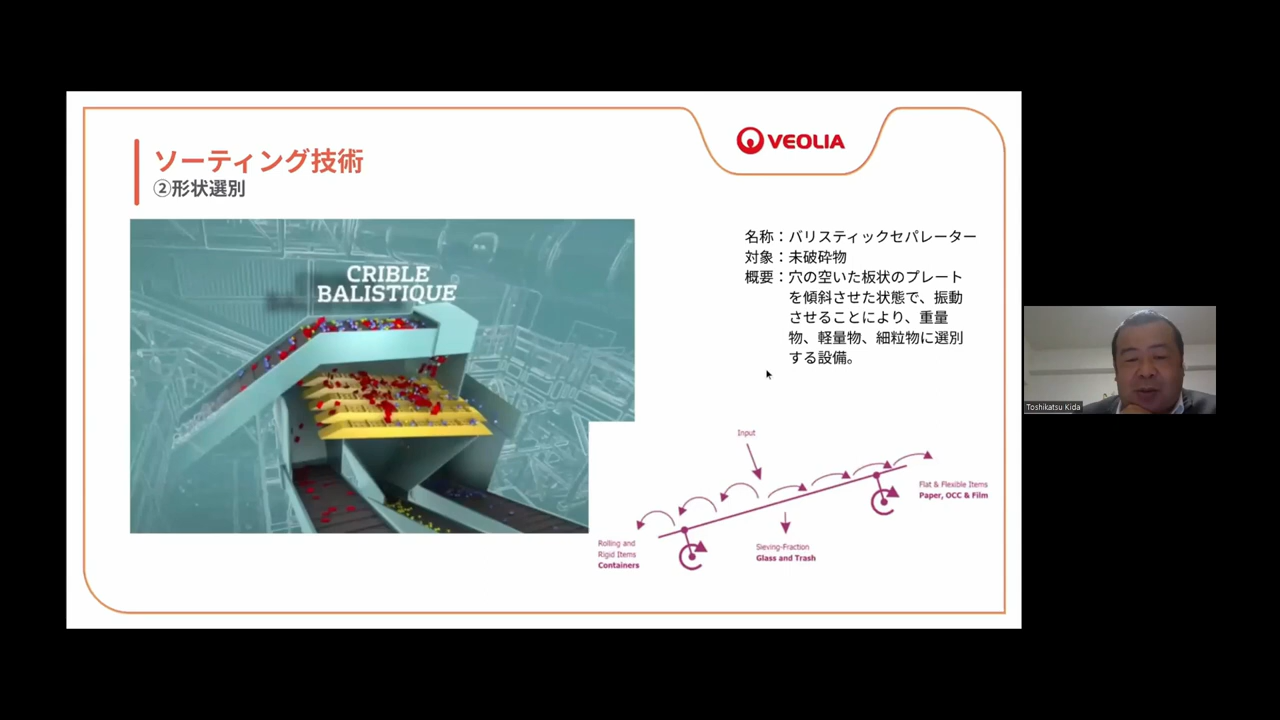 VEOLIA
ソーティング技術
②形状選別
CRIBLE
BALISTIQUE
名称：バリスティックセパレーター
対象：未破砕物
概要：穴の空いた板状のプレート
を傾斜させた状態で、振動
させることにより、重量
物、軽量物、細粒物に選別
する設備。
Input
Flat & Flexible Items
Paper, OCC & Film
Rolling and
Rigid Items
Containers
Sieving-Fraction
Glass and Trash
Toshikatsu Kida